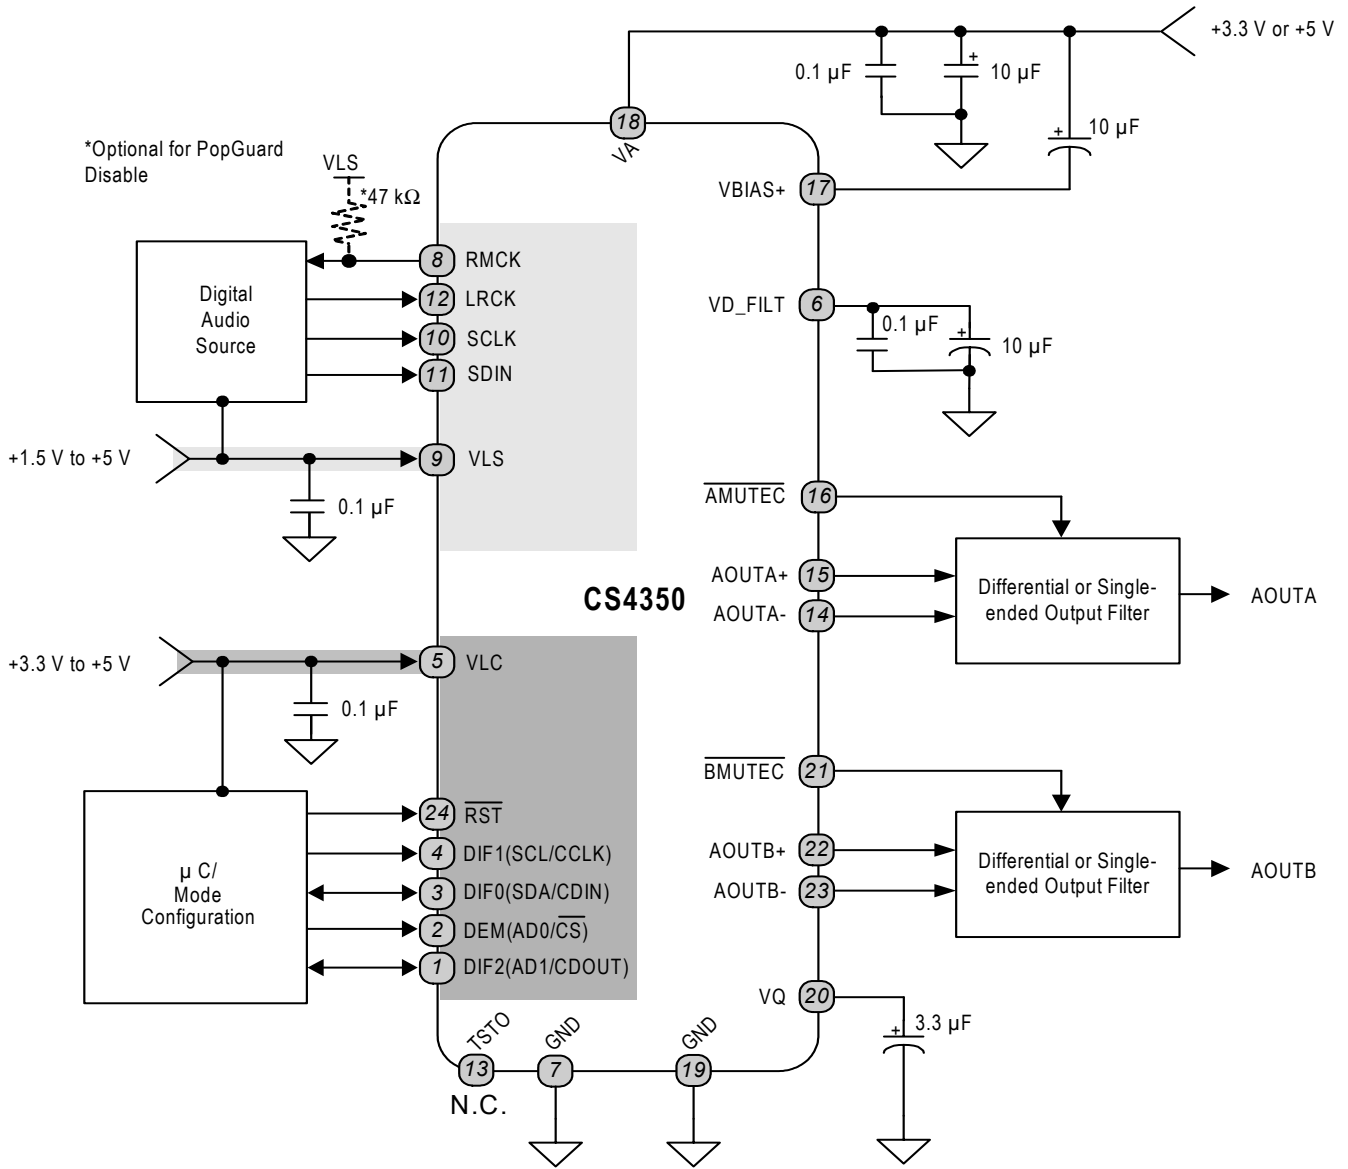 +3.3 V or +5 V
0.1 µF
+
10 µF
+
10 µF
18
VA
*Optional for PopGuard
Disable
VLS
*47 kΩ
VBIAS+
17
8
RMCK
Digital
Audio
Source
12
LRCK
10
SCLK
11
SDIN
VD_FILT
6
0.1 µF
+
10 µF
+1.5 V to +5 V
9
VLS
0.1 µF
AMUTEC
16
AOUTA+
15
AOUTA-
14
Differential or Single-
ended Output Filter
AOUTA
CS4350
+3.3 V to +5 V
5
VLC
0.1 µF
BMUTEC
21
AOUTB+
22
AOUTB-
23
Differential or Single-
ended Output Filter
AOUTB
µ C/
Mode
Configuration
24
RST
4
DIF1(SCL/CCLK)
3
DIF0(SDA/CDIN)
2
DEM(AD0/CS)
1
DIF2(AD1/CDOUT)
VQ
20
+
3.3 µF
TSTO
13
N.C.
GND
7
GND
19